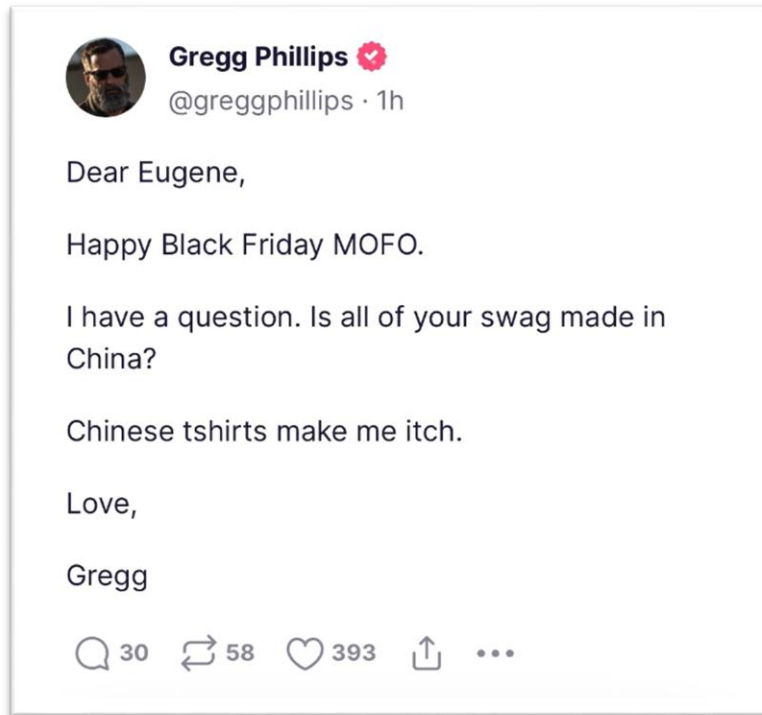 Gregg Phillips
@greggphillips · 1h
Dear Eugene,
Happy Black Friday MOFO.
I have a question. Is all of your swag made in
China?
Chinese tshirts make me itch.
Love,
Gregg
30 58 393